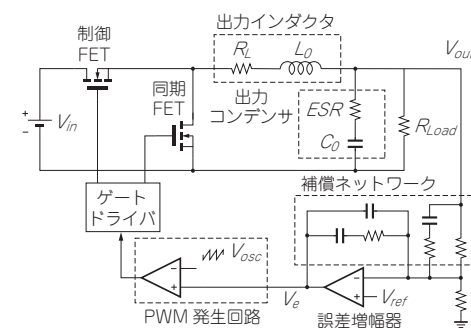 制御
FET
出力インダクタ
R_L
L_0
V_out
同期
FET
出力
コンデンサ
ESR
C_0
R_Load
+
−
V_in
補償ネットワーク
ゲート
ドライバ
V_osc
−
+
PWM 発生回路
V_e
−
+
V_ref
誤差増幅器